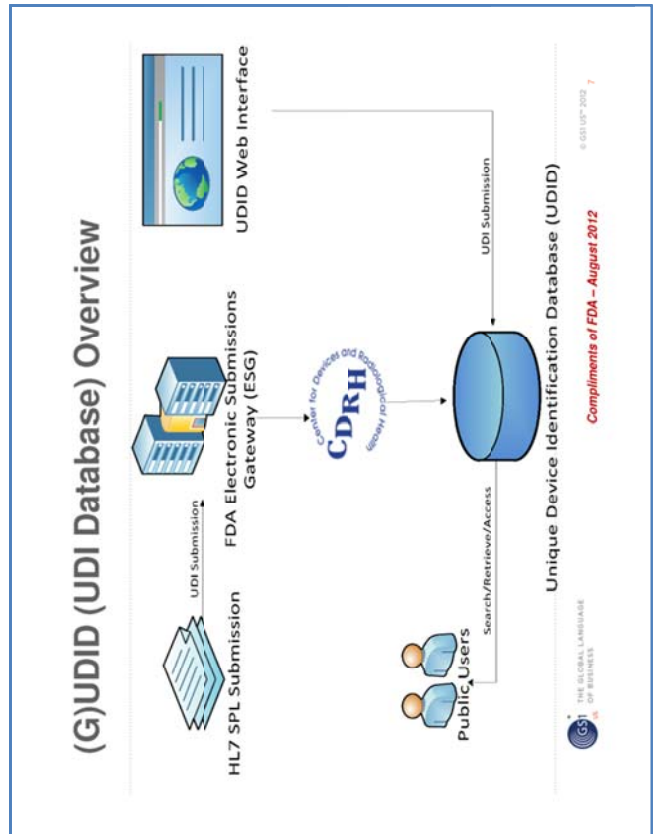 (G)UDID (UDI Database) Overview
HL7 SPL Submission
UDI Submission
FDA Electronic Submissions
Gateway (ESG)
UDID Web Interface
Center for Devices and Radiological Health
CDRH
UDI Submission
Public Users
Search/Retrieve/Access
Unique Device Identification Database (UDID)
GS1
US
THE GLOBAL LANGUAGE
OF BUSINESS
Compliments of FDA – August 2012
© GS1 US™ 2012
7